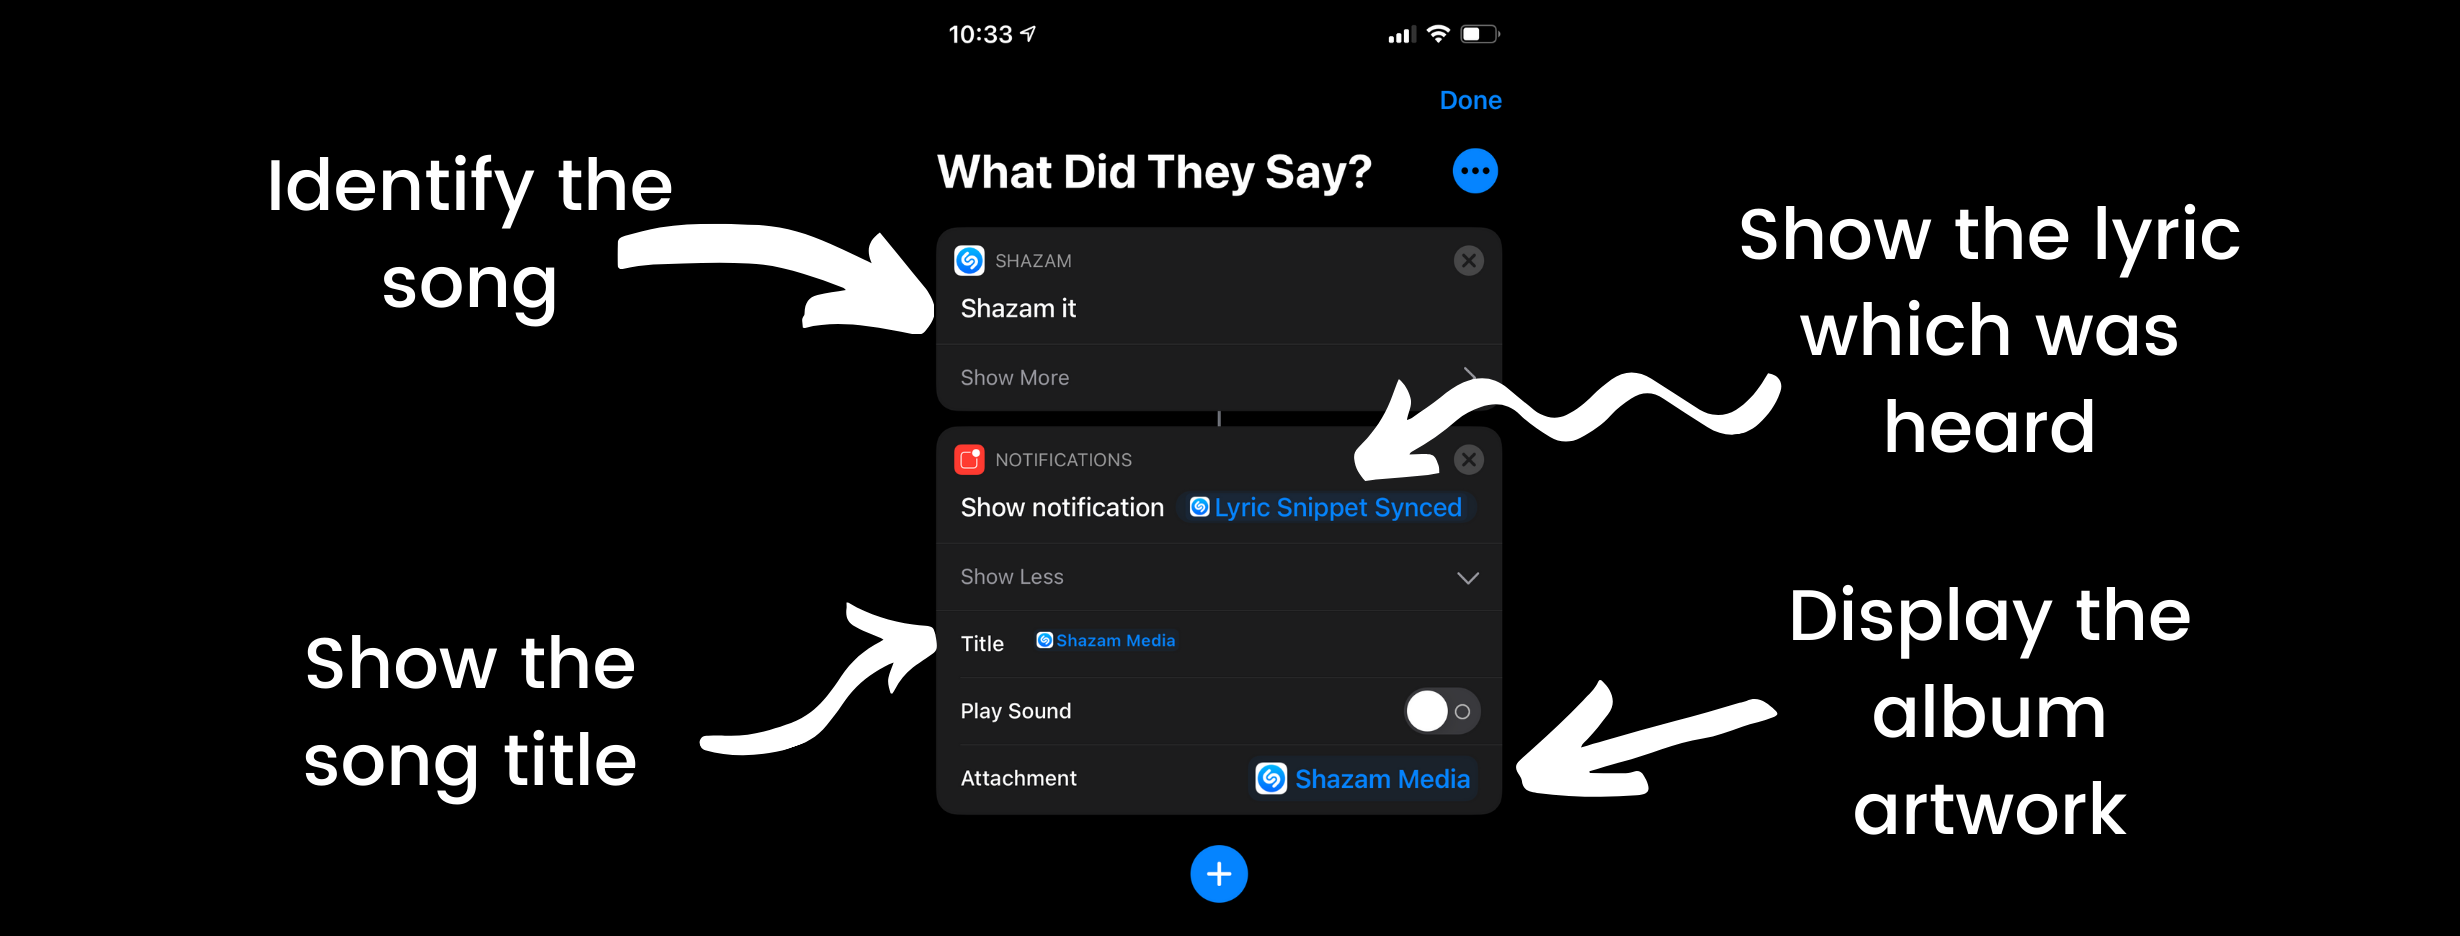 10:33
Done
What Did They Say?
SHAZAM
Shazam it
Show More
NOTIFICATIONS
Show notification Lyric Snippet Synced
Show Less
Title Shazam Media
Play Sound
Attachment Shazam Media
Identify the
song
Show the
song title
Show the lyric
which was
heard
Display the
album
artwork